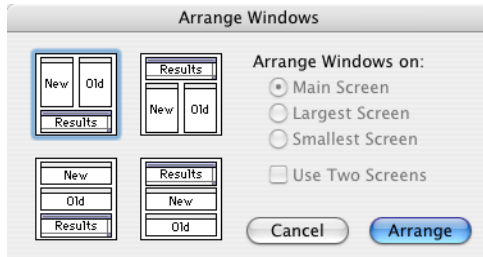 Arrange Windows
New Old
Results
Results
New Old
New
Old
Results
Results
New
Old
Arrange Windows on:
Main Screen
Largest Screen
Smallest Screen
Use Two Screens
Cancel Arrange